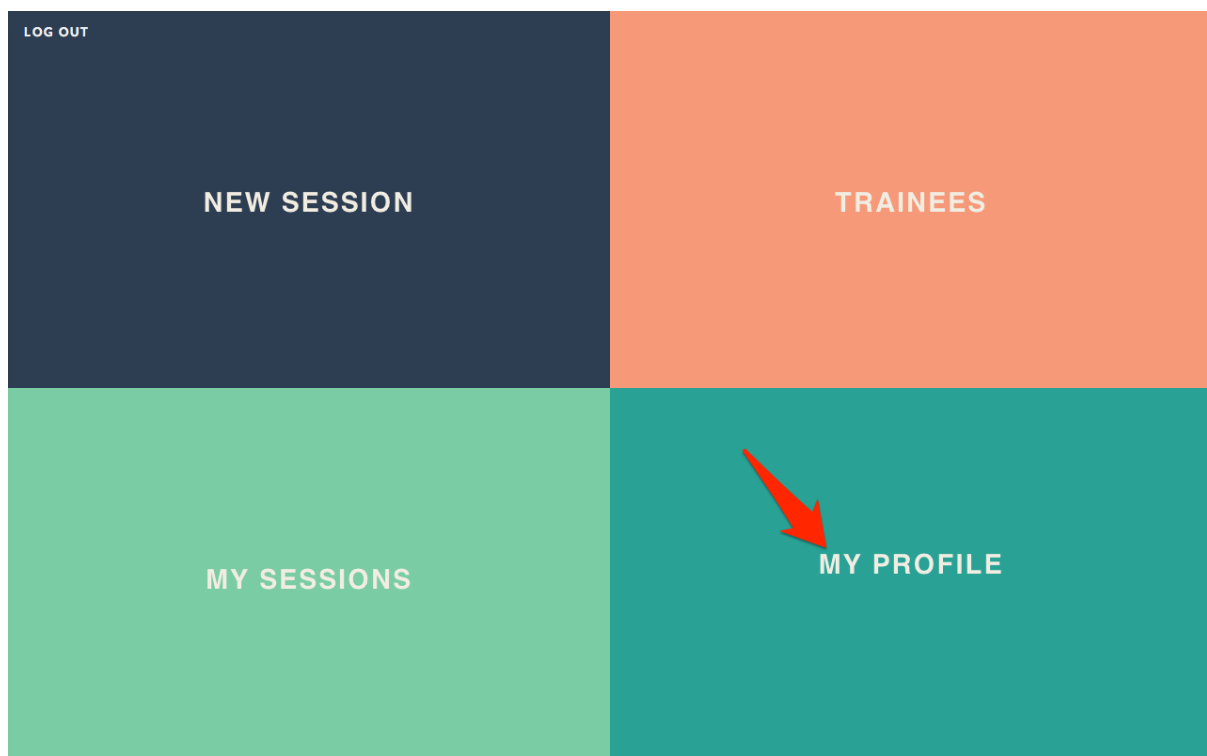 LOG OUT
NEW SESSION
TRAINEES
MY SESSIONS
MY PROFILE